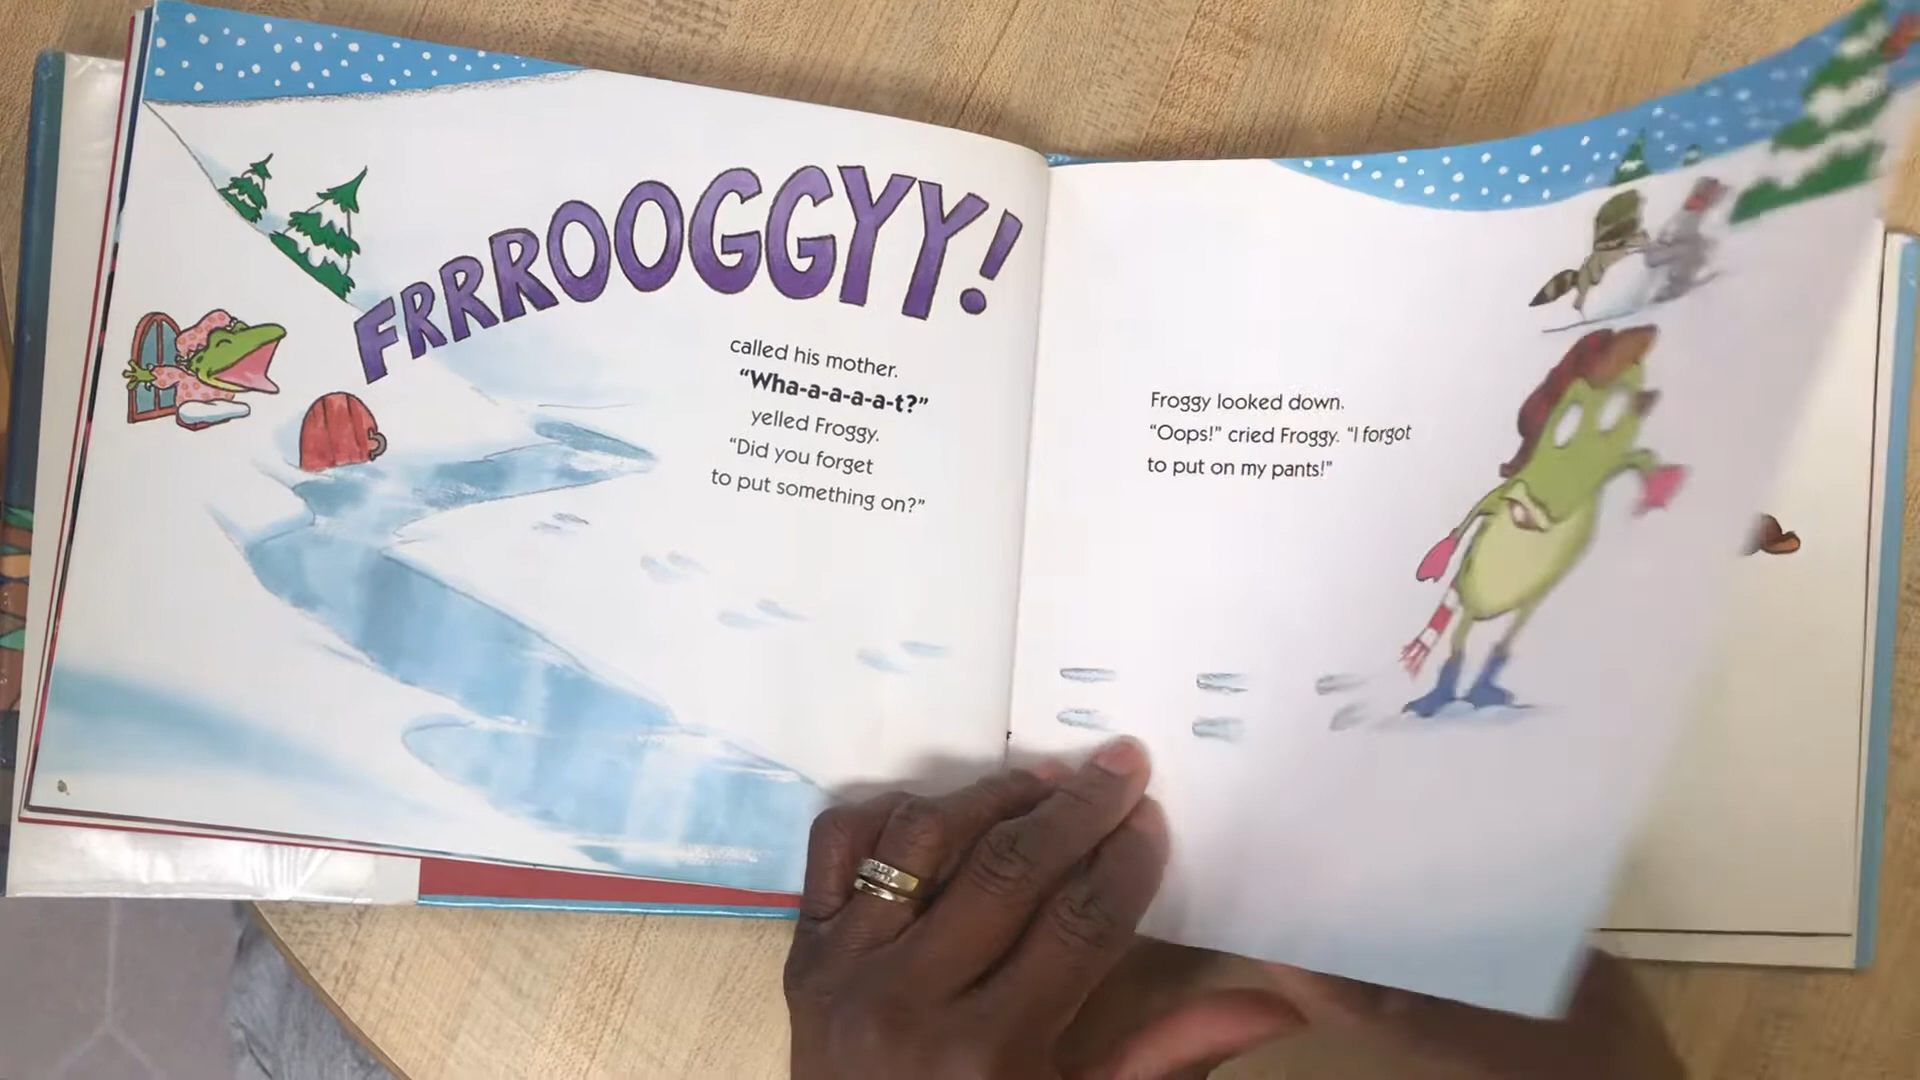 FRRROOGGYY!
called his mother.
“Wha-a-a-a-a-t?”
yelled Froggy.
“Did you forget
to put something on?”
Froggy looked down.
“Oops!” cried Froggy. “I forgot
to put on my pants!”